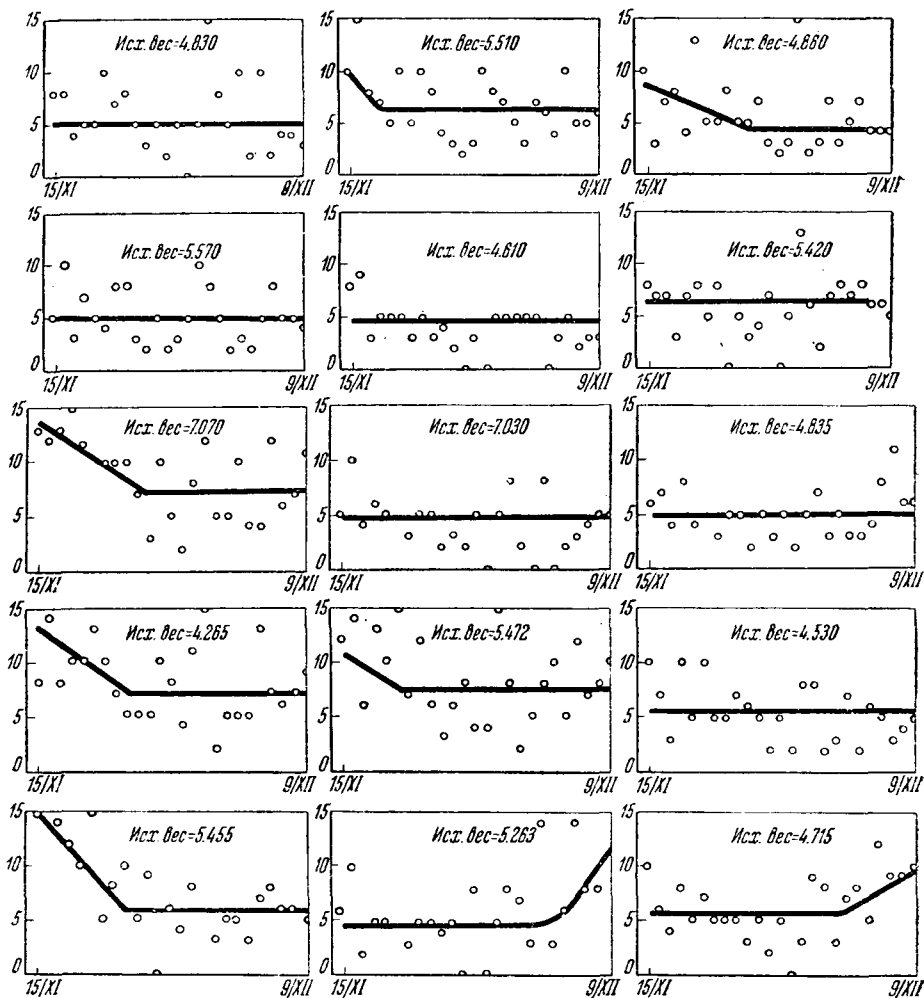 15
Исх. вес=4.830
10
5
0
15/XI
8/XII
15
Исх. вес=5.510
10
5
0
15/XI
9/XII
15
Исх. вес=4.860
10
5
0
15/XI
9/XII
15
Исх. вес=5.570
10
5
0
15/XI
9/XII
15
Исх. вес=4.610
10
5
0
15/XI
9/XII
15
Исх. вес=5.420
10
5
0
15/XI
9/XII
15
Исх. вес=7.070
10
5
0
15/XI
9/XII
15
Исх. вес=7.030
10
5
0
15/XI
9/XII
15
Исх. вес=4.835
10
5
0
15/XI
9/XII
15
Исх. вес=4.265
10
5
0
15/XI
9/XII
15
Исх. вес=5.472
10
5
0
15/XI
9/XII
15
Исх. вес=4.530
10
5
0
15/XI
9/XII
15
Исх. вес=5.455
10
5
0
15/XI
9/XII
15
Исх. вес=5.263
10
5
0
15/XI
9/XII
15
Исх. вес=4.715
10
5
0
15/XI
9/XII